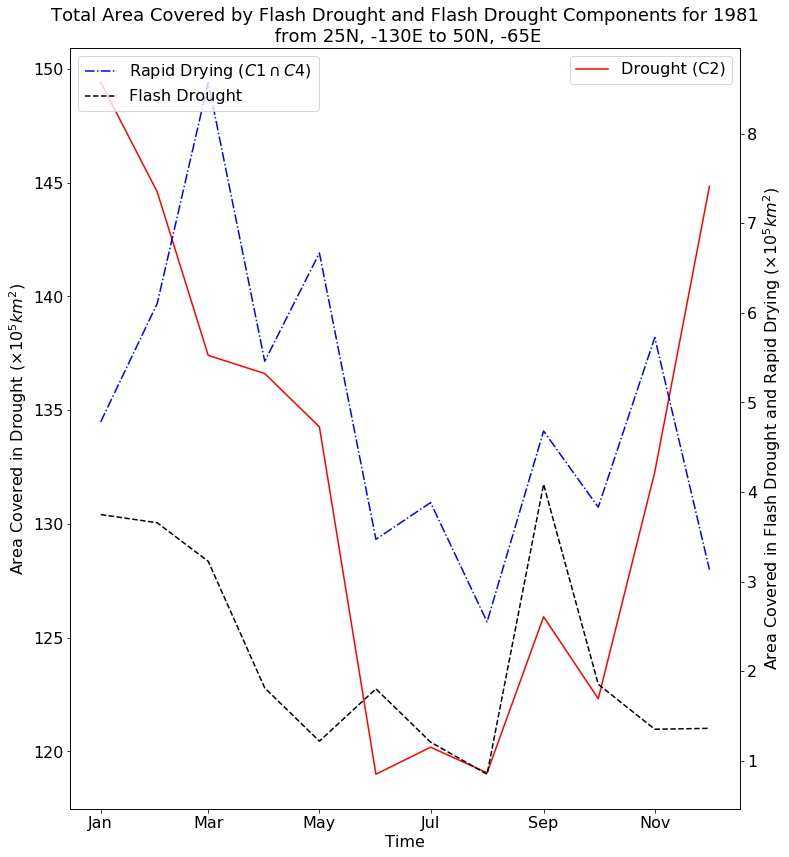 Total Area Covered by Flash Drought and Flash Drought Components for 1981
from 25N, -130E to 50N, -65E
Rapid Drying (C1∩C4)
Flash Drought
Drought (C2)
Area Covered in Drought (×10⁵km²)
150
145
140
135
130
125
120
Area Covered in Flash Drought and Rapid Drying (×10⁵km²)
8
7
6
5
4
3
2
1
Jan
Mar
May
Jul
Sep
Nov
Time